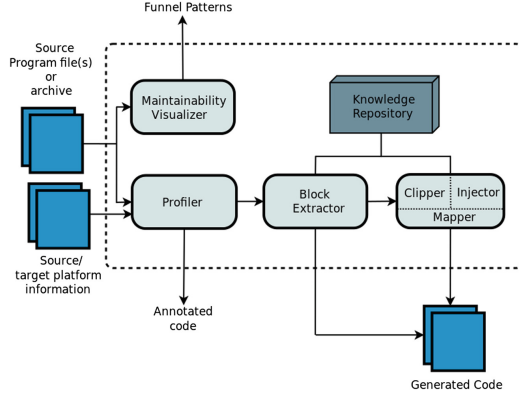 Funnel Patterns
Source
Program file(s)
or
archive
Maintainability
Visualizer
Knowledge
Repository
Profiler
Block
Extractor
Clipper
Injector
Mapper
Source/
target platform
information
Annotated
code
Generated Code